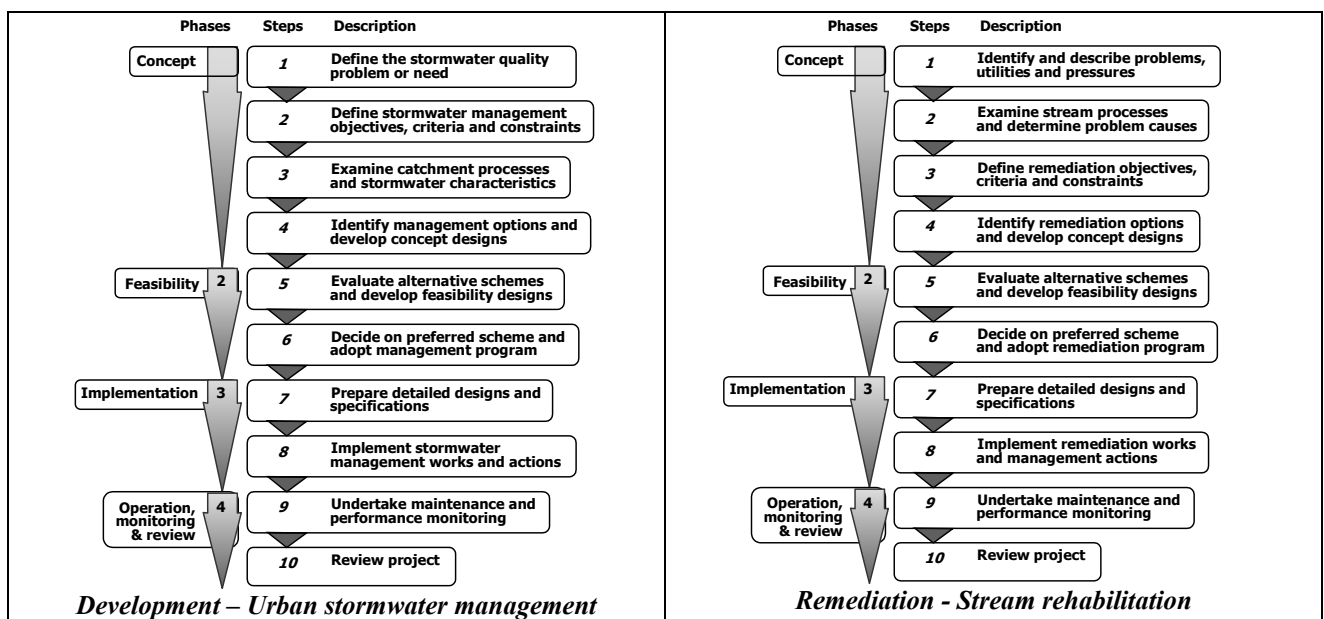 Phases Steps Description
Concept
1 Define the stormwater quality
problem or need
2 Define stormwater management
objectives, criteria and constraints
3 Examine catchment processes
and stormwater characteristics
4 Identify management options and
develop concept designs
Feasibility 2
5 Evaluate alternative schemes
and develop feasibility designs
6 Decide on preferred scheme and
adopt management program
Implementation 3
7 Prepare detailed designs and
specifications
8 Implement stormwater
management works and actions
Operation,
monitoring
& review
4
9 Undertake maintenance and
performance monitoring
10 Review project
Development – Urban stormwater management
Phases Steps Description
Concept
1 Identify and describe problems,
utilities and pressures
2 Examine stream processes
and determine problem causes
3 Define remediation objectives,
criteria and constraints
4 Identify remediation options
and develop concept designs
Feasibility 2
5 Evaluate alternative schemes
and develop feasibility designs
6 Decide on preferred scheme
and adopt remediation program
Implementation 3
7 Prepare detailed designs and
specifications
8 Implement remediation works
and management actions
Operation,
monitoring
& review
4
9 Undertake maintenance and
performance monitoring
10 Review project
Remediation - Stream rehabilitation